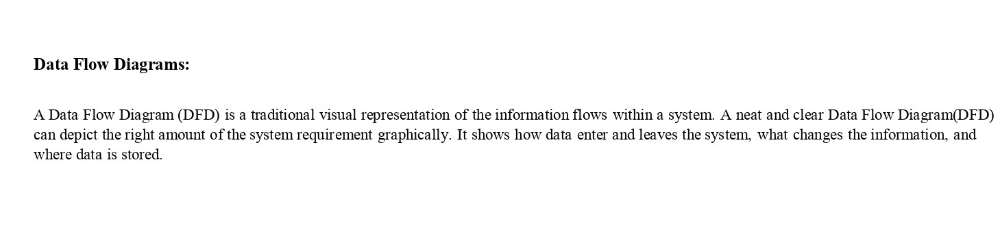 Data Flow Diagrams:
A Data Flow Diagram (DFD) is a traditional visual representation of the information flows within a system. A neat and clear Data Flow Diagram(DFD)
can depict the right amount of the system requirement graphically. It shows how data enter and leaves the system, what changes the information, and
where data is stored.